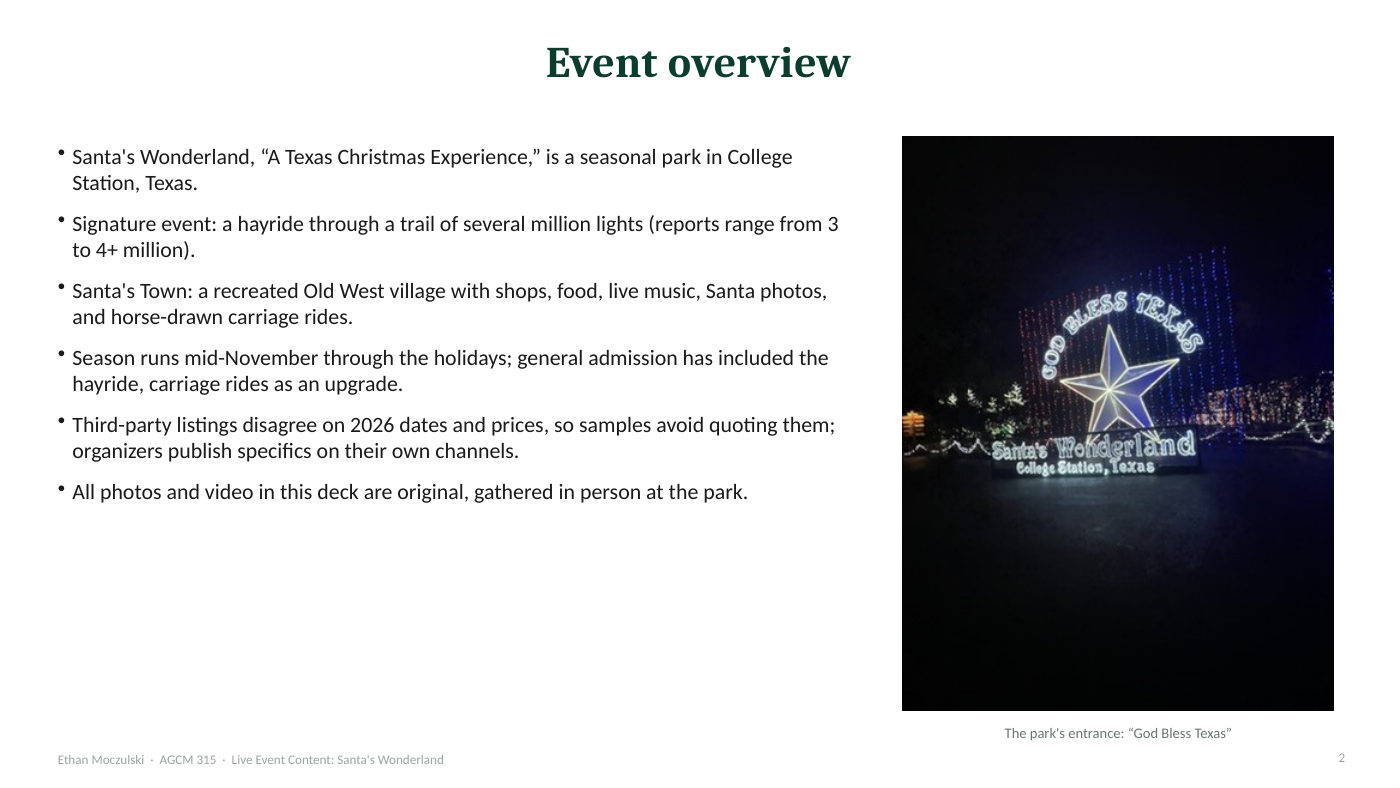 Event overview
• Santa's Wonderland, “A Texas Christmas Experience,” is a seasonal park in College
Station, Texas.
• Signature event: a hayride through a trail of several million lights (reports range from 3
to 4+ million).
• Santa's Town: a recreated Old West village with shops, food, live music, Santa photos,
and horse-drawn carriage rides.
• Season runs mid-November through the holidays; general admission has included the
hayride, carriage rides as an upgrade.
• Third-party listings disagree on 2026 dates and prices, so samples avoid quoting them;
organizers publish specifics on their own channels.
• All photos and video in this deck are original, gathered in person at the park.
GOD BLESS TEXAS
Santa's Wonderland
College Station, Texas
The park's entrance: “God Bless Texas”
Ethan Moczulski · AGCM 315 · Live Event Content: Santa's Wonderland
2